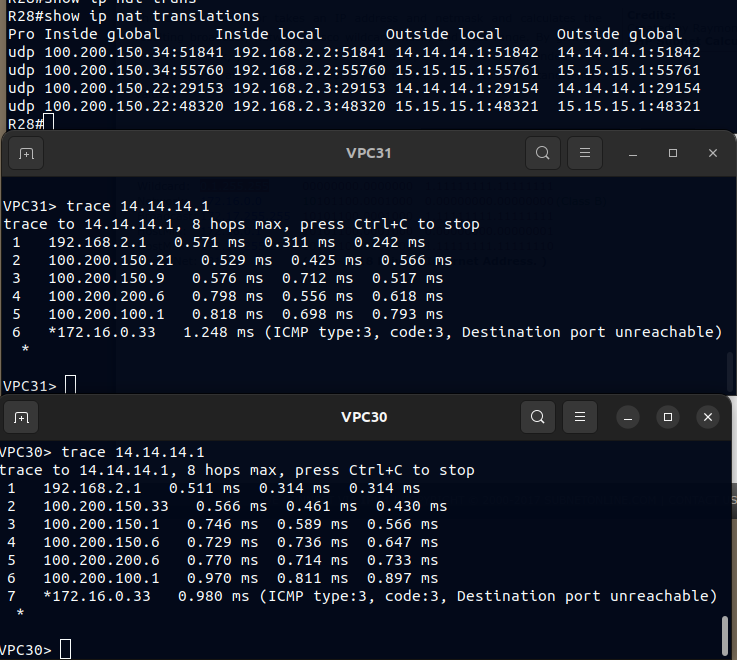 R28#show ip nat trans
R28#show ip nat translations
Pro Inside global      Inside local       Outside local      Outside global
udp 100.200.150.34:51841 192.168.2.2:51841 14.14.14.1:51842  14.14.14.1:51842
udp 100.200.150.34:55760 192.168.2.2:55760 15.15.15.1:55761  15.15.15.1:55761
udp 100.200.150.22:29153 192.168.2.3:29153 14.14.14.1:29154  14.14.14.1:29154
udp 100.200.150.22:48320 192.168.2.3:48320 15.15.15.1:48321  15.15.15.1:48321
R28#
VPC31
VPC31> trace 14.14.14.1
trace to 14.14.14.1, 8 hops max, press Ctrl+C to stop
1   192.168.2.1   0.571 ms  0.311 ms  0.242 ms
2   100.200.150.21   0.529 ms  0.425 ms  0.566 ms
3   100.200.150.9   0.576 ms  0.712 ms  0.517 ms
4   100.200.200.6   0.798 ms  0.556 ms  0.618 ms
5   100.200.100.1   0.818 ms  0.698 ms  0.793 ms
6   *172.16.0.33   1.248 ms (ICMP type:3, code:3, Destination port unreachable)
*
VPC31>
VPC30
VPC30> trace 14.14.14.1
trace to 14.14.14.1, 8 hops max, press Ctrl+C to stop
1   192.168.2.1   0.511 ms  0.314 ms  0.314 ms
2   100.200.150.33   0.566 ms  0.461 ms  0.430 ms
3   100.200.150.1   0.746 ms  0.589 ms  0.566 ms
4   100.200.150.6   0.729 ms  0.736 ms  0.647 ms
5   100.200.200.6   0.770 ms  0.714 ms  0.733 ms
6   100.200.100.1   0.970 ms  0.811 ms  0.897 ms
7   *172.16.0.33   0.980 ms (ICMP type:3, code:3, Destination port unreachable)
*
VPC30>